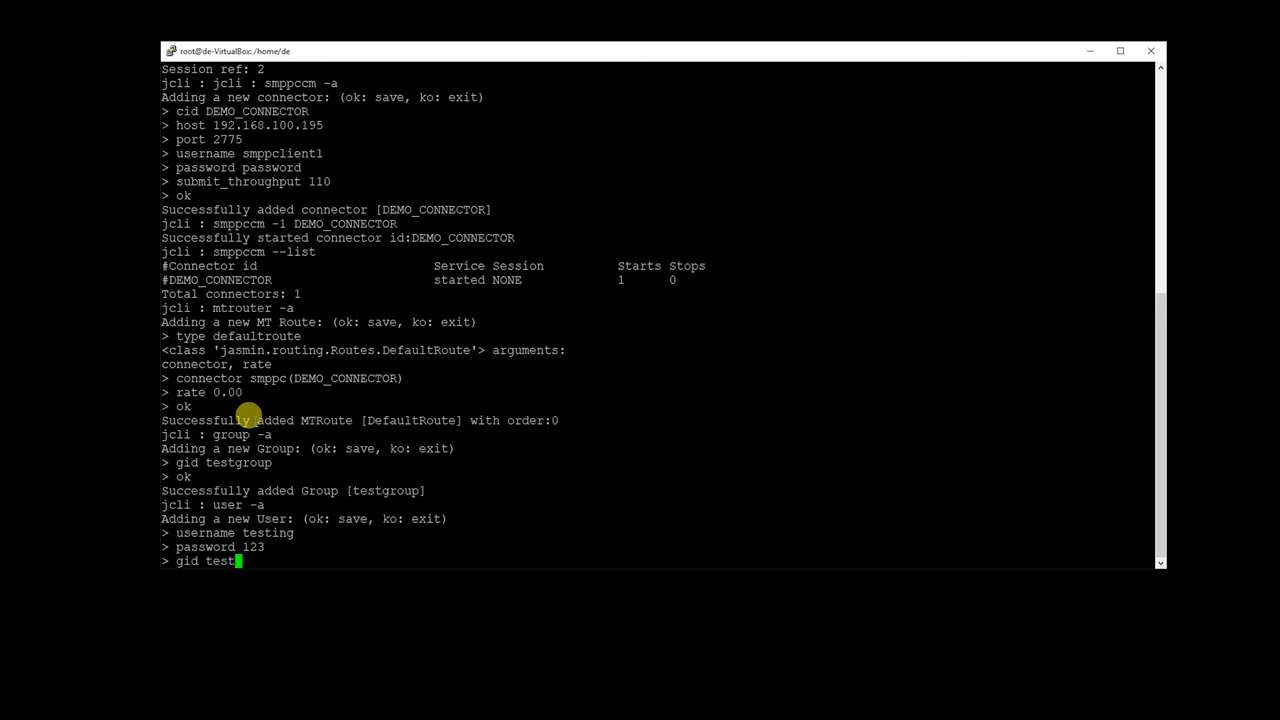 root@de-VirtualBox: /home/de
Session ref: 2
jcli : jcli : smppccm -a
Adding a new connector: (ok: save, ko: exit)
> cid DEMO_CONNECTOR
> host 192.168.100.195
> port 2775
> username smppclient1
> password password
> submit_throughput 110
> ok
Successfully added connector [DEMO_CONNECTOR]
jcli : smppccm -1 DEMO_CONNECTOR
Successfully started connector id:DEMO_CONNECTOR
jcli : smppccm --list
#Connector id Service Session Starts Stops
#DEMO_CONNECTOR started NONE 1 0
Total connectors: 1
jcli : mtrouter -a
Adding a new MT Route: (ok: save, ko: exit)
> type defaultroute
<class 'jasmin.routing.Routes.DefaultRoute'> arguments:
connector, rate
> connector smppc(DEMO_CONNECTOR)
> rate 0.00
> ok
Successfully added MTRoute [DefaultRoute] with order:0
jcli : group -a
Adding a new Group: (ok: save, ko: exit)
> gid testgroup
> ok
Successfully added Group [testgroup]
jcli : user -a
Adding a new User: (ok: save, ko: exit)
> username testing
> password 123
> gid test